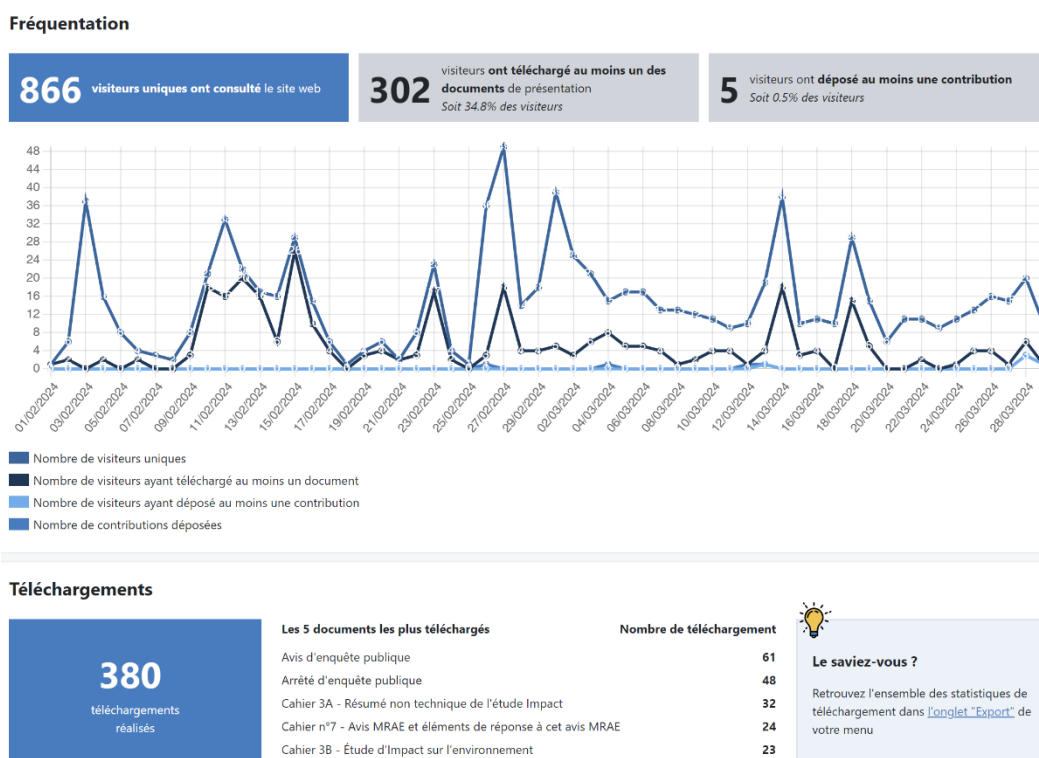 Fréquentation
866 visiteurs uniques ont consulté le site web
302 visiteurs ont téléchargé au moins un des
documents de présentation
Soit 34.8% des visiteurs
5 visiteurs ont déposé au moins une contribution
Soit 0.5% des visiteurs
48
44
40
36
32
28
24
20
16
12
8
4
0
01/02/2024
03/02/2024
05/02/2024
07/02/2024
09/02/2024
11/02/2024
13/02/2024
15/02/2024
17/02/2024
19/02/2024
21/02/2024
23/02/2024
25/02/2024
27/02/2024
29/02/2024
02/03/2024
04/03/2024
06/03/2024
08/03/2024
10/03/2024
12/03/2024
14/03/2024
16/03/2024
18/03/2024
20/03/2024
22/03/2024
24/03/2024
26/03/2024
28/03/2024
Nombre de visiteurs uniques
Nombre de visiteurs ayant téléchargé au moins un document
Nombre de visiteurs ayant déposé au moins une contribution
Nombre de contributions déposées
Téléchargements
380
téléchargements
réalisés
Les 5 documents les plus téléchargés Nombre de téléchargement
Avis d'enquête publique 61
Arrêté d'enquête publique 48
Cahier 3A - Résumé non technique de l'étude Impact 32
Cahier n°7 - Avis MRAE et éléments de réponse à cet avis MRAE 24
Cahier 3B - Étude d'Impact sur l'environnement 23
Le saviez-vous ?
Retrouvez l'ensemble des statistiques de
téléchargement dans l'onglet "Export" de
votre menu